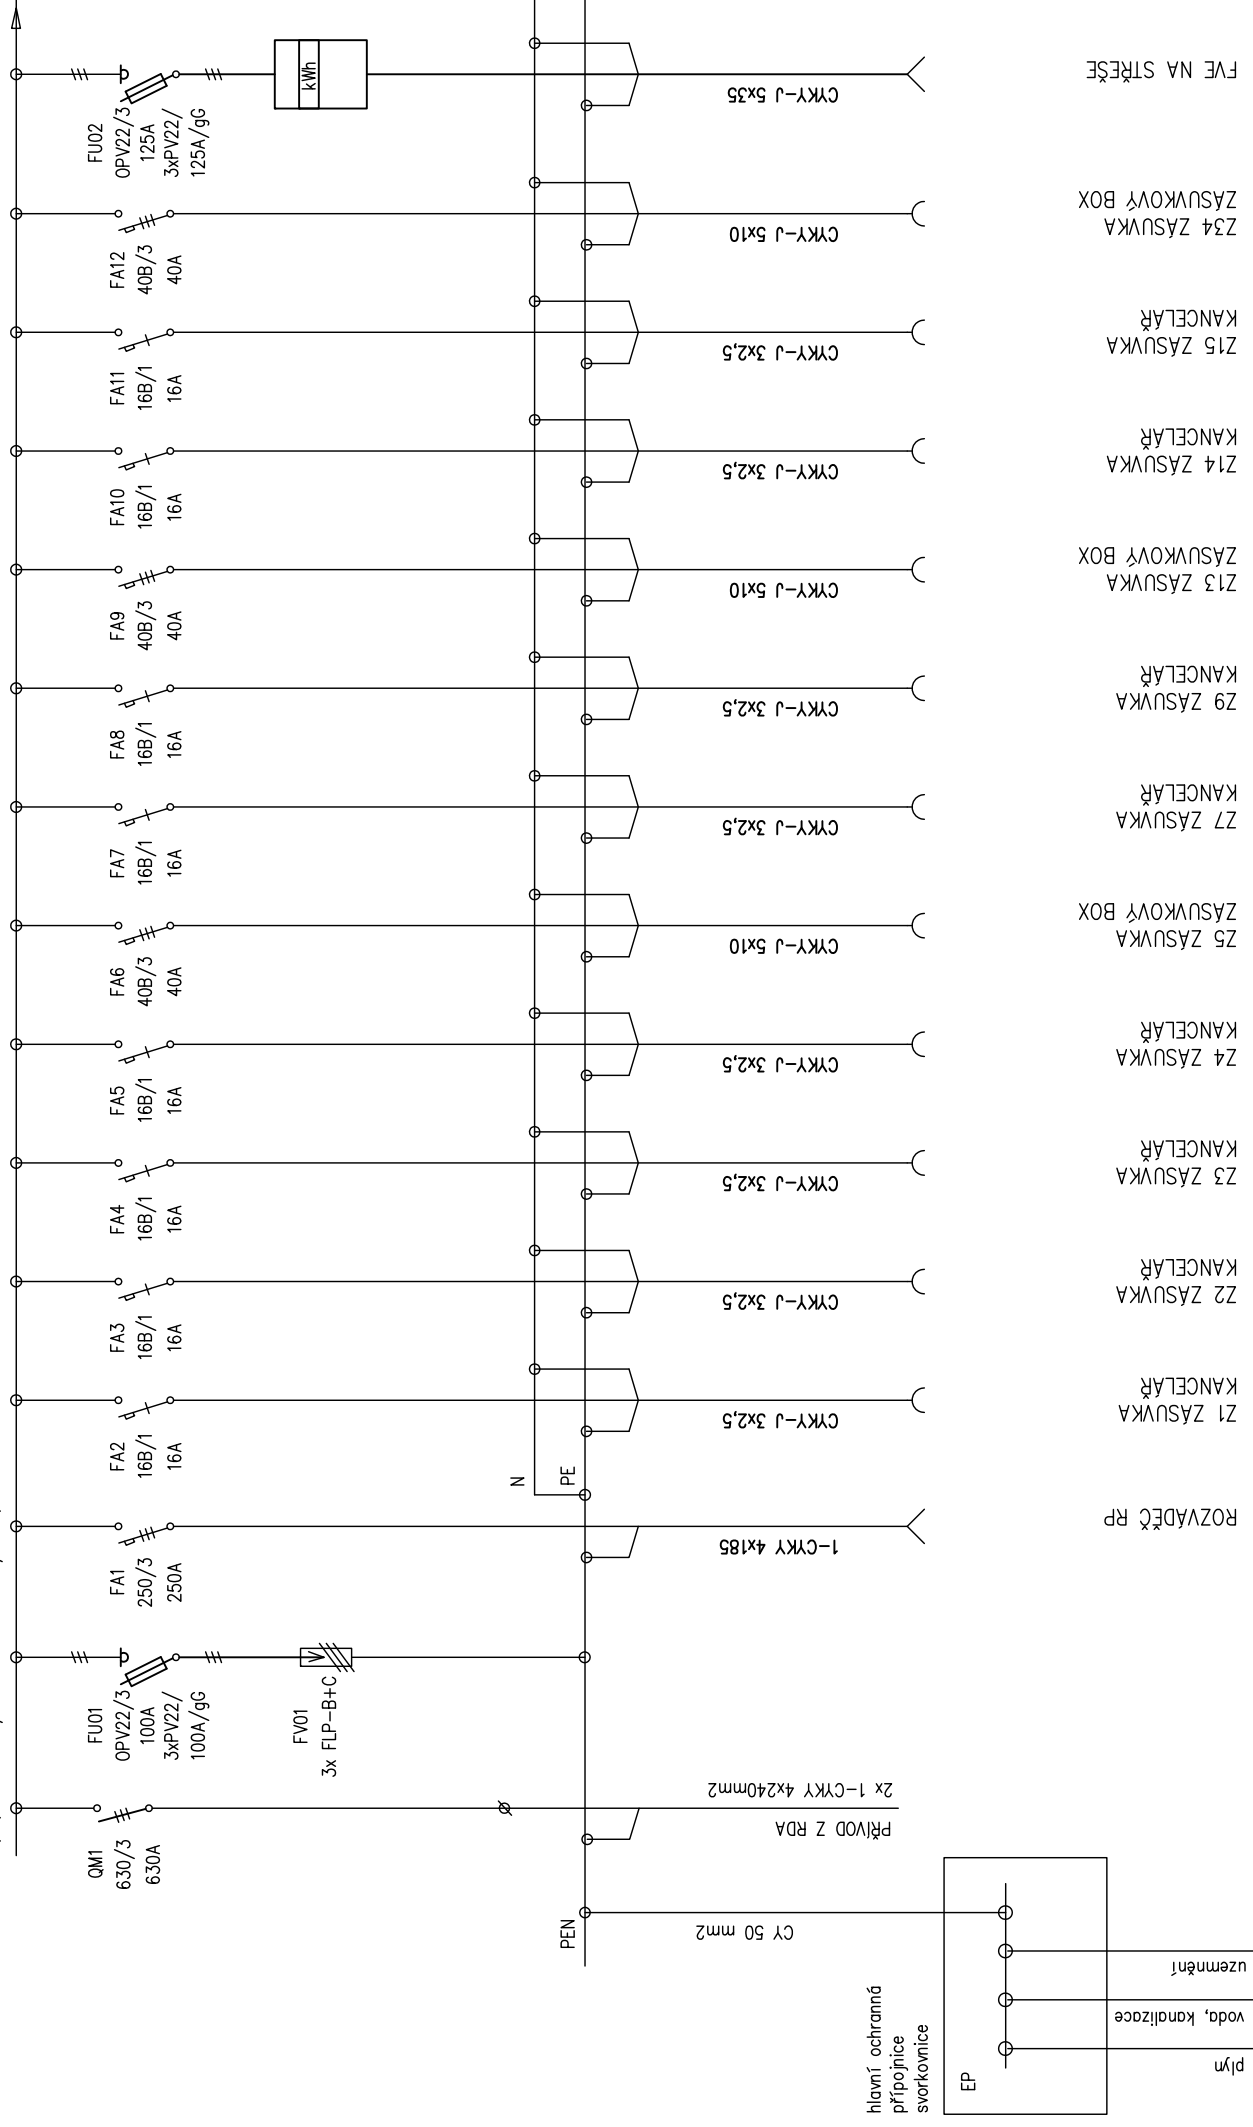 QM1
630/3
630A
FU01
OPV22/3
100A
3xPV22/
100A/gG
FV01
3x FLP-B+C
FA1
250/3
250A
FA2
16B/1
16A
FA3
16B/1
16A
FA4
16B/1
16A
FA5
16B/1
16A
FA6
40B/3
40A
FA7
16B/1
16A
FA8
16B/1
16A
FA9
40B/3
40A
FA10
16B/1
16A
FA11
16B/1
16A
FA12
40B/3
40A
FU02
OPV22/3
125A
3xPV22/
125A/gG
kWh
N
PE
PEN
PŘÍVOD Z RDA
2x 1-CYKY 4x240mm2
CY 50 mm2
1-CYKY 4x185
CYKY-J 3x2,5
CYKY-J 3x2,5
CYKY-J 3x2,5
CYKY-J 3x2,5
CYKY-J 5x10
CYKY-J 3x2,5
CYKY-J 3x2,5
CYKY-J 5x10
CYKY-J 3x2,5
CYKY-J 3x2,5
CYKY-J 5x10
CYKY-J 5x35
hlavní ochranná
přípojnice
svorkovnice
EP
uzemnění
voda, kanalizace
plyn
ROZVÁDĚČ RP
Z1 ZÁSUVKA
KANCELÁŘ
Z2 ZÁSUVKA
KANCELÁŘ
Z3 ZÁSUVKA
KANCELÁŘ
Z4 ZÁSUVKA
KANCELÁŘ
Z5 ZÁSUVKA
ZÁSUVKOVÝ BOX
Z7 ZÁSUVKA
KANCELÁŘ
Z9 ZÁSUVKA
KANCELÁŘ
Z13 ZÁSUVKA
ZÁSUVKOVÝ BOX
Z14 ZÁSUVKA
KANCELÁŘ
Z15 ZÁSUVKA
KANCELÁŘ
Z34 ZÁSUVKA
ZÁSUVKOVÝ BOX
FVE NA STŘEŠE